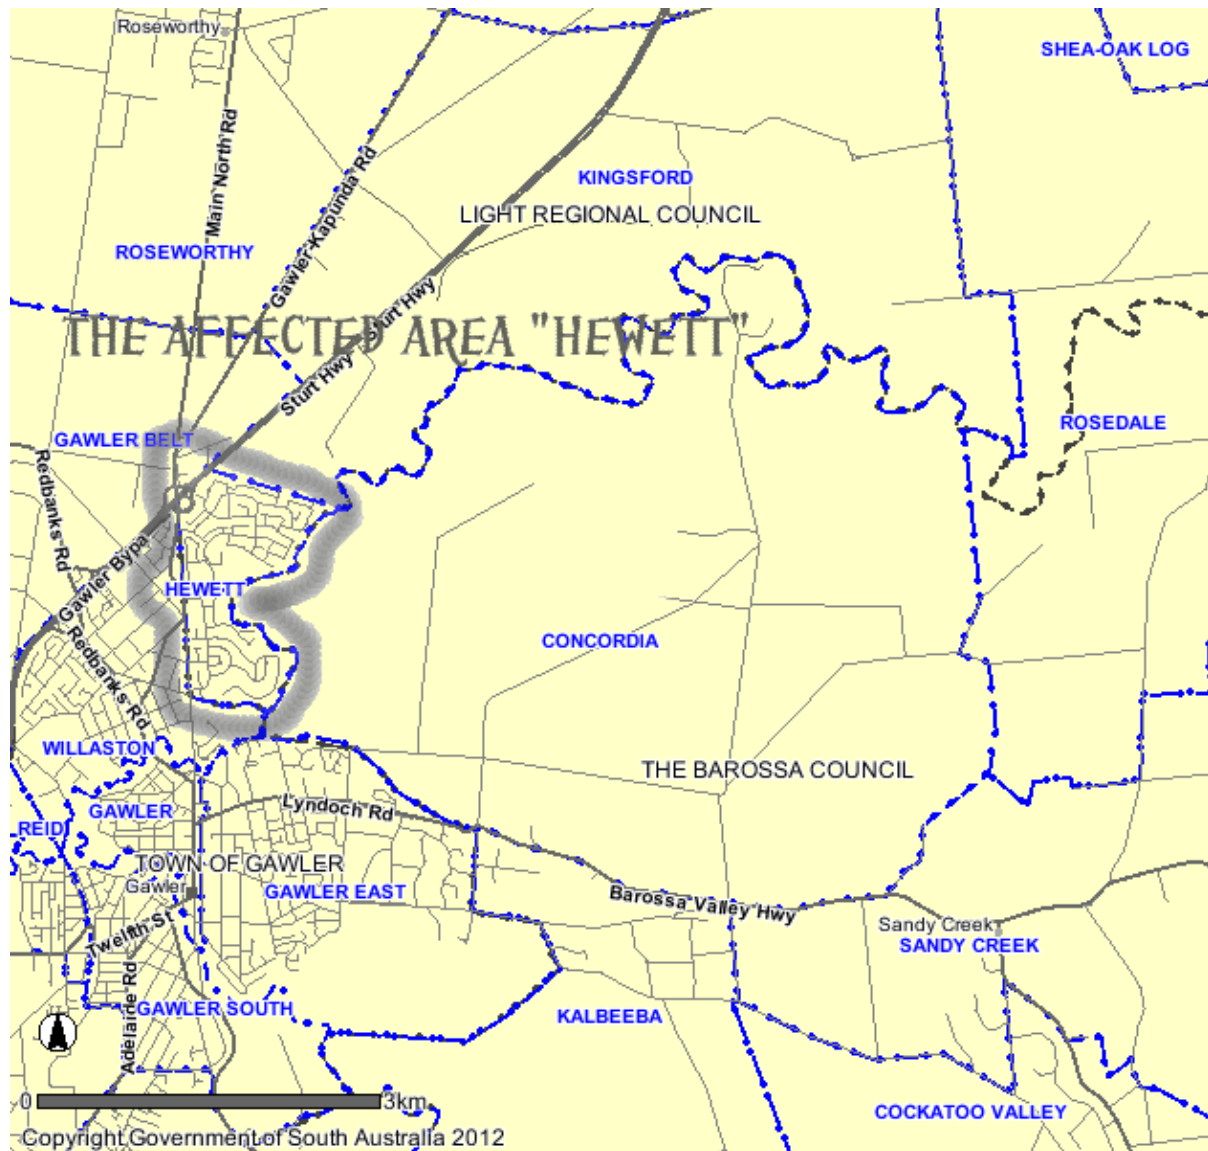 Roseworthy
SHEA-OAK LOG
Main North Rd
Gawler-Kapunda Rd
KINGSFORD
LIGHT REGIONAL COUNCIL
ROSEWORTHY
Sturt Hwy
THE AFFECTED AREA "HEWETT"
Sturt Hwy
ROSEDALE
GAWLER BELT
Redbanks Rd
Gawler Bypa
HEWETT
CONCORDIA
Redbanks Rd
WILLASTON
THE BAROSSA COUNCIL
GAWLER
Lyndoch Rd
REID
TOWN OF GAWLER
Gawler
GAWLER EAST
Barossa Valley Hwy
Twelfth St
Sandy Creek
SANDY CREEK
Adelaide Rd
GAWLER SOUTH
KALBEEBA
0 3km
COCKATOO VALLEY
Copyright Government of South Australia 2012